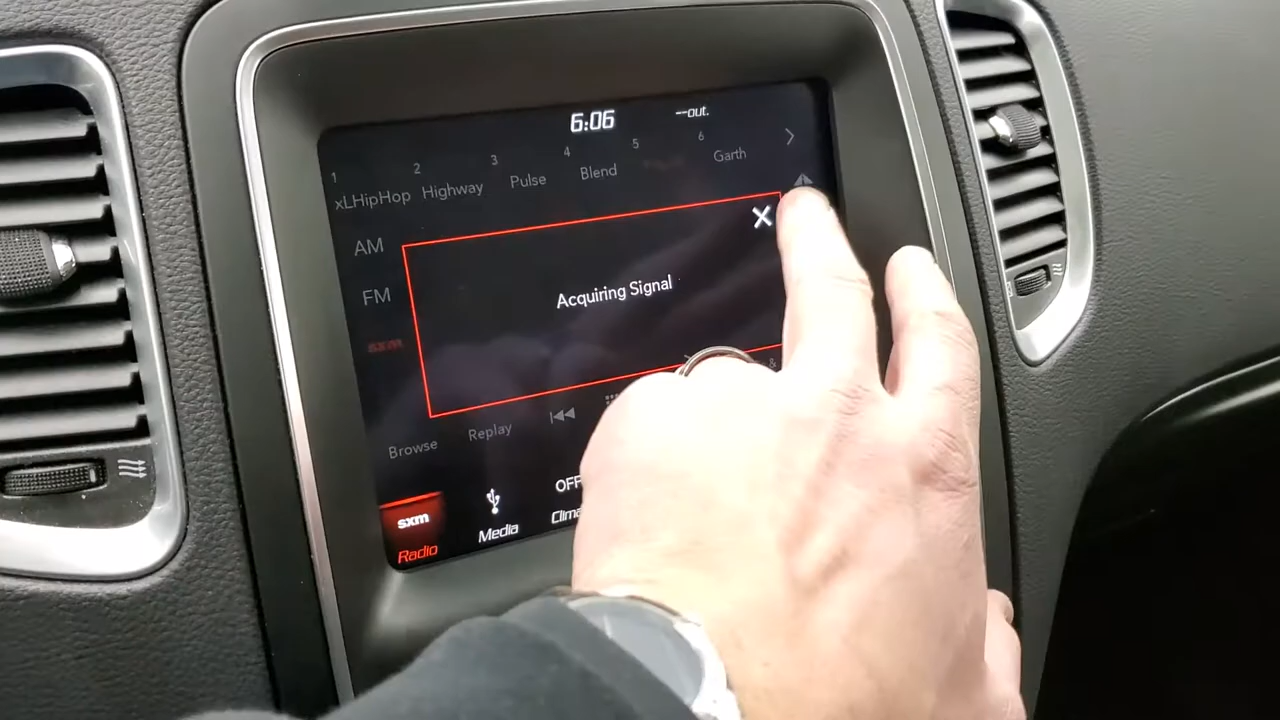 6:06
--out.
1
2
3
4
5
6
xLHipHop
Highway
Pulse
Blend
Garth
AM
FM
sxm
Acquiring Signal
Browse
Replay
sxm
Radio
Media
OFF